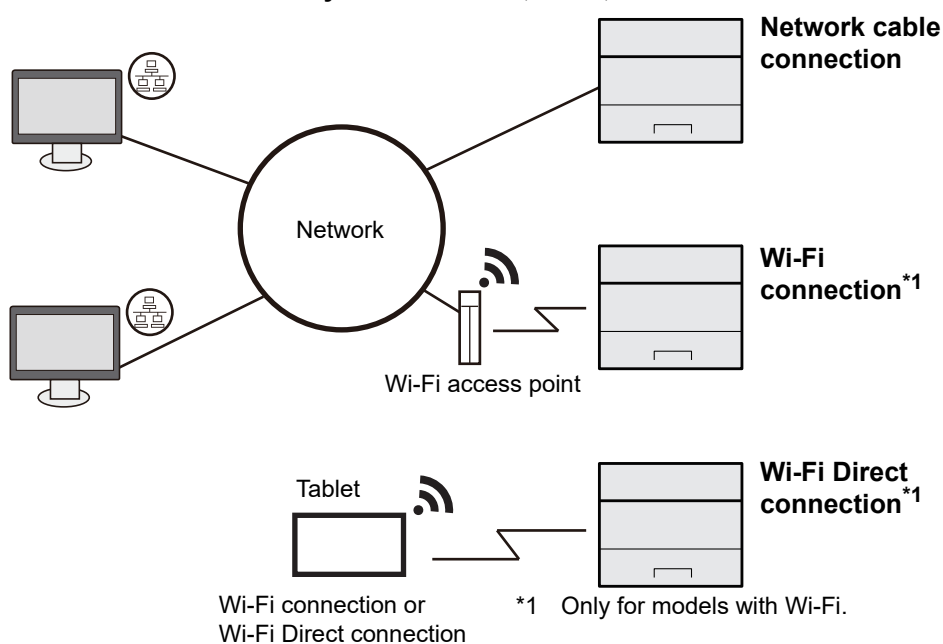 Network cable
connection
Network
Wi-Fi
connection*1
Wi-Fi access point
Wi-Fi Direct
connection*1
Tablet
Wi-Fi connection or
Wi-Fi Direct connection
*1 Only for models with Wi-Fi.